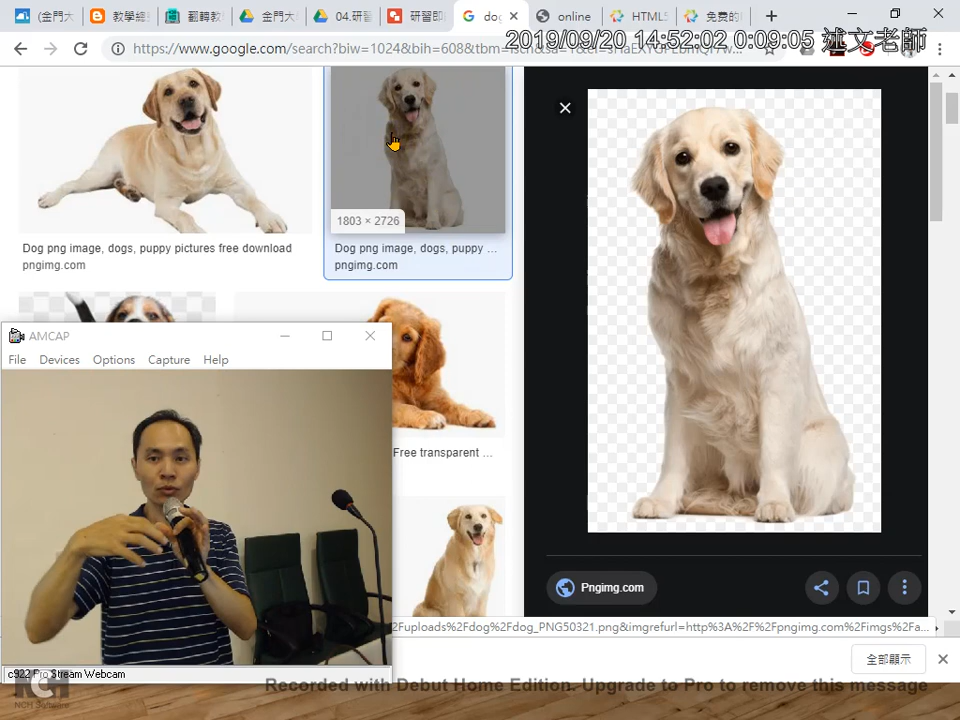 (金門大
教學總
翻轉教
金門大
04.研習
研習即
dog
online
HTML5
免費的
https://www.google.com/search?biw=1024&bih=608&tbm=
2019/09/20 14:52:02 0:09:05 述文老師
1803 × 2726
Dog png image, dogs, puppy pictures free download
pngimg.com
Dog png image, dogs, puppy ...
pngimg.com
AMCAP
File Devices Options Capture Help
Free transparent ...
Pngimg.com
2Fuploads%2Fdog%2Fdog_PNG50321.png&imgrefurl=http%3A%2F%2Fpngimg.com%2Fimgs%2Fa...
全部顯示
c922 Pro Stream Webcam
NCH Software
Recorded with Debut Home Edition. Upgrade to Pro to remove this message